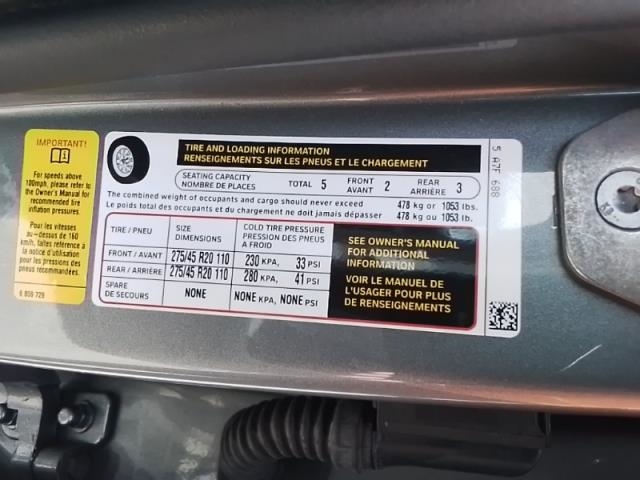 IMPORTANT!
For speeds above
100mph, please refer to
the Owner's Manual for
recommended tire
inflation pressures.
Pour les vitesses
au-dessus de 160
km/h, falles référence à
la notice d'utilisation
pour les pressions des
pneus recommandées.
6 859 729
TIRE AND LOADING INFORMATION
RENSEIGNEMENTS SUR LES PNEUS ET LE CHARGEMENT
SEATING CAPACITY
NOMBRE DE PLACES
TOTAL 5
FRONT
AVANT 2
REAR
ARRIÈRE 3
The combined weight of occupants and cargo should never exceed 478 kg or 1053 lbs.
Le poids total des occupants et du chargement ne doit jamais dépasser 478 kg ou 1053 lb.
TIRE / PNEU
SIZE
DIMENSIONS
COLD TIRE PRESSURE
PRESSION DES PNEUS
A FROID
FRONT / AVANT 275/45 R20 110 230 KPA, 33 PSI
REAR / ARRIÈRE 275/45 R20 110 280 KPA, 41 PSI
SPARE
DE SECOURS
NONE NONE KPA, NONE PSI
SEE OWNER'S MANUAL
FOR ADDITIONAL
INFORMATION
VOIR LE MANUEL DE
L'USAGER POUR PLUS
DE RENSEIGNEMENTS
5 A7F 688